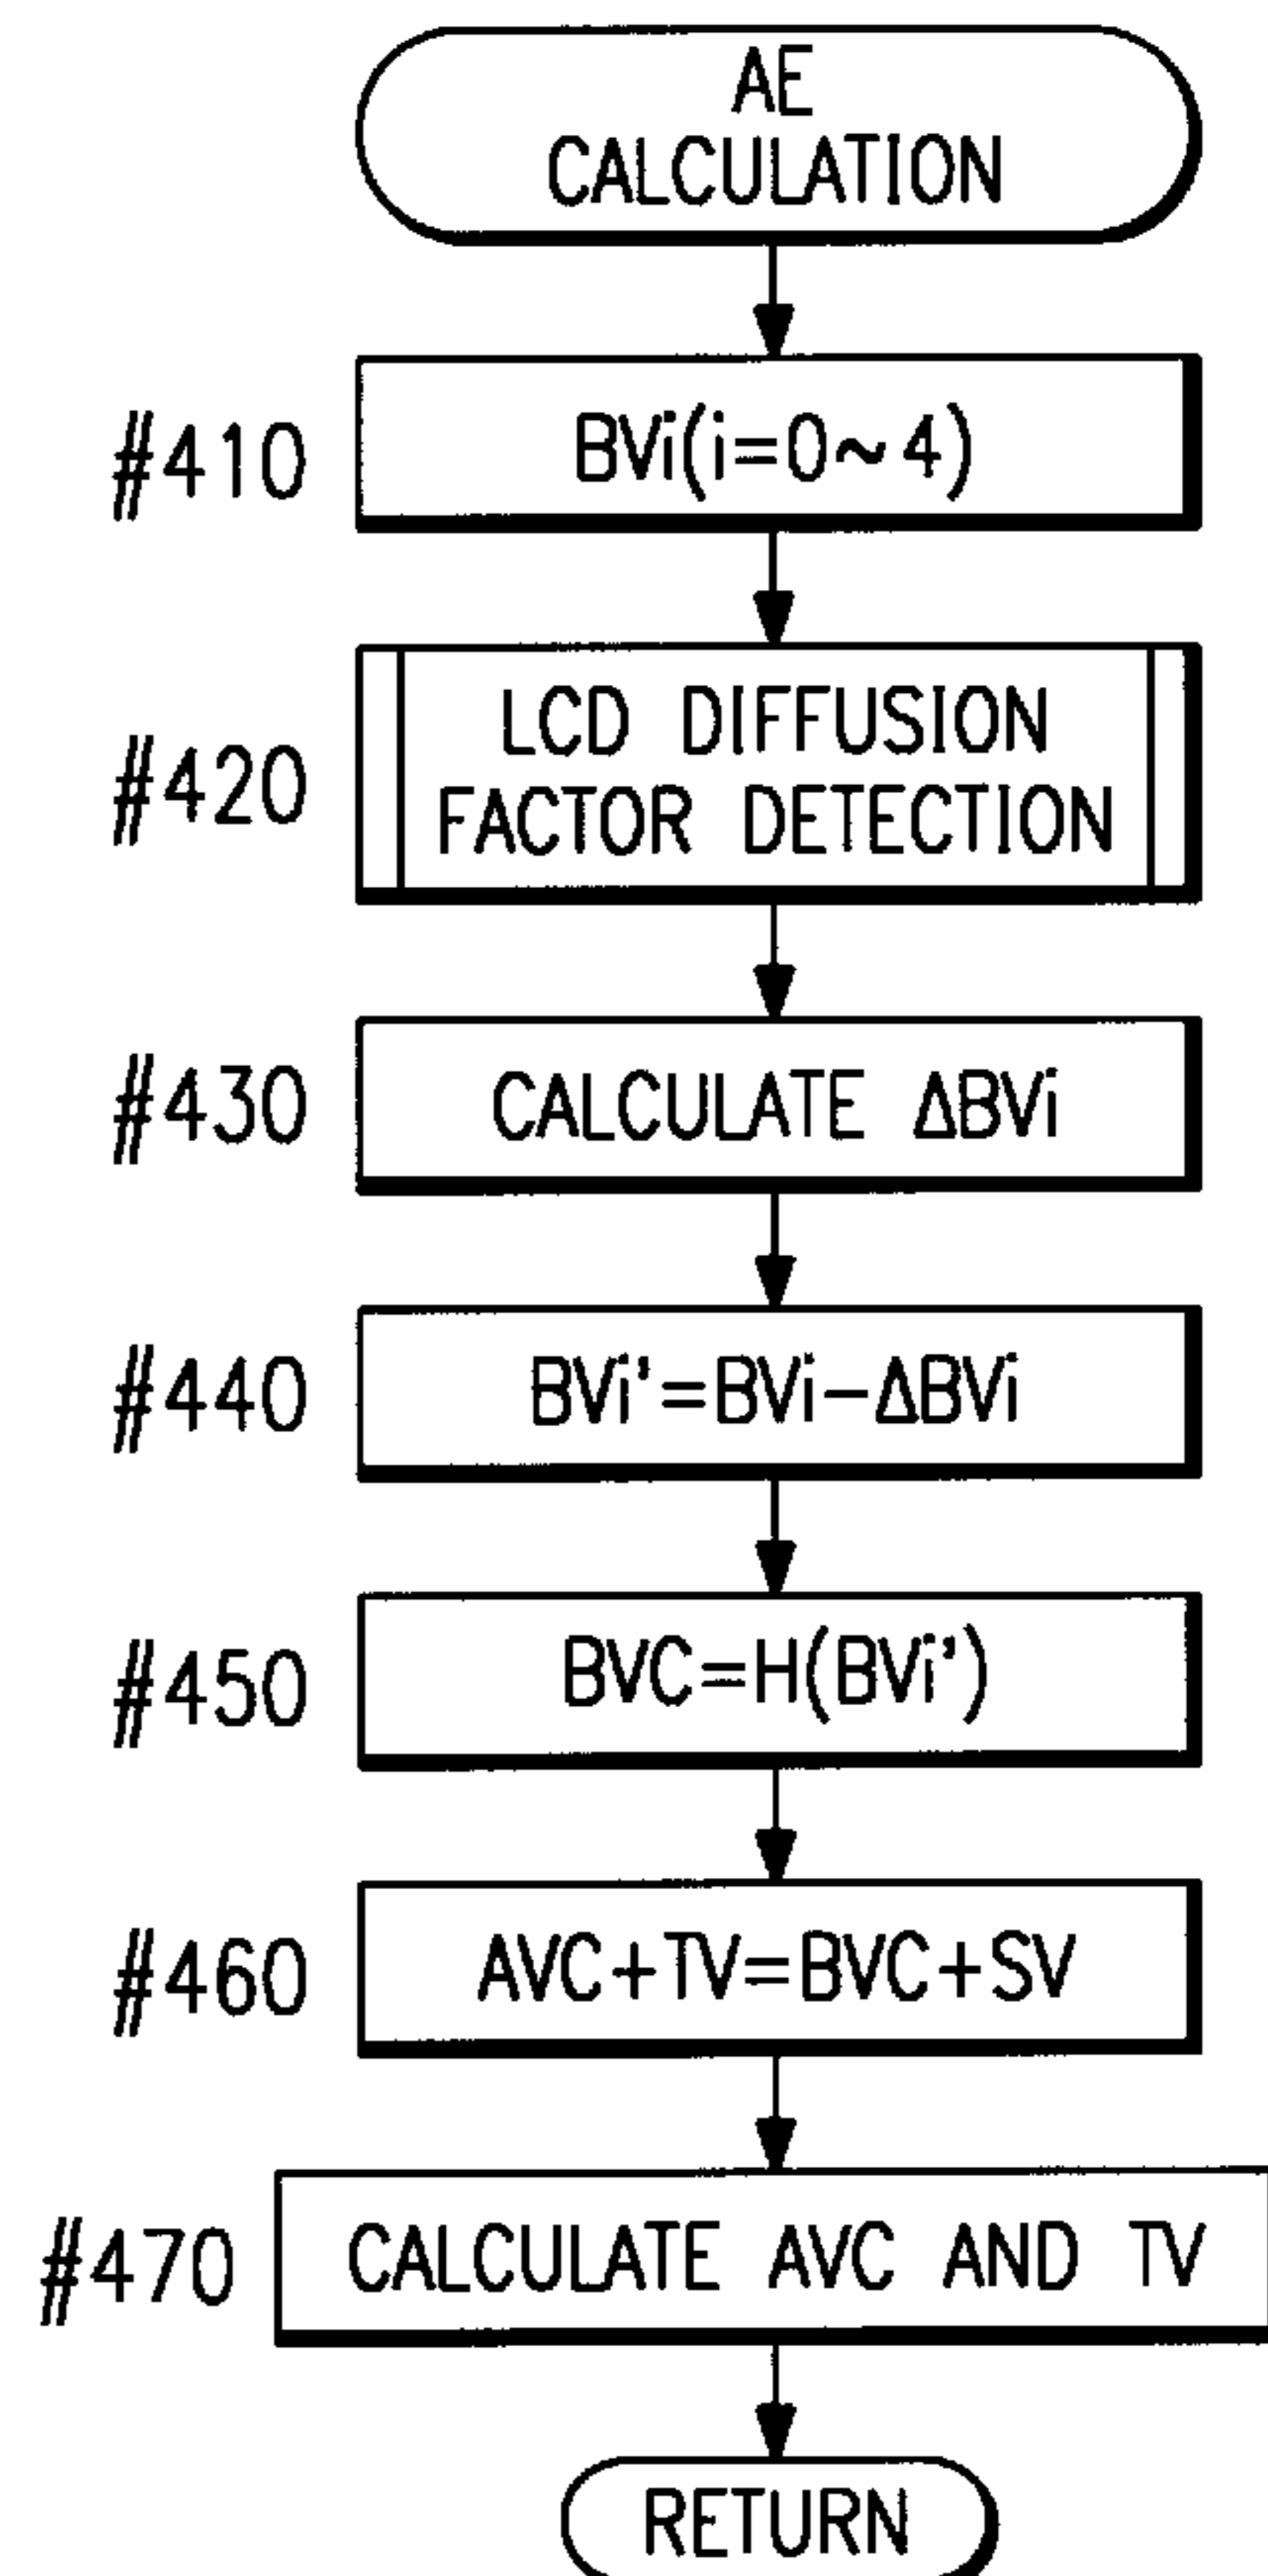 AE
CALCULATION
#410
BVi(i=0~4)
#420
LCD DIFFUSION
FACTOR DETECTION
#430
CALCULATE ΔBVi
#440
BVi'=BVi-ΔBVi
#450
BVC=H(BVi')
#460
AVC+TV=BVC+SV
#470
CALCULATE AVC AND TV
RETURN